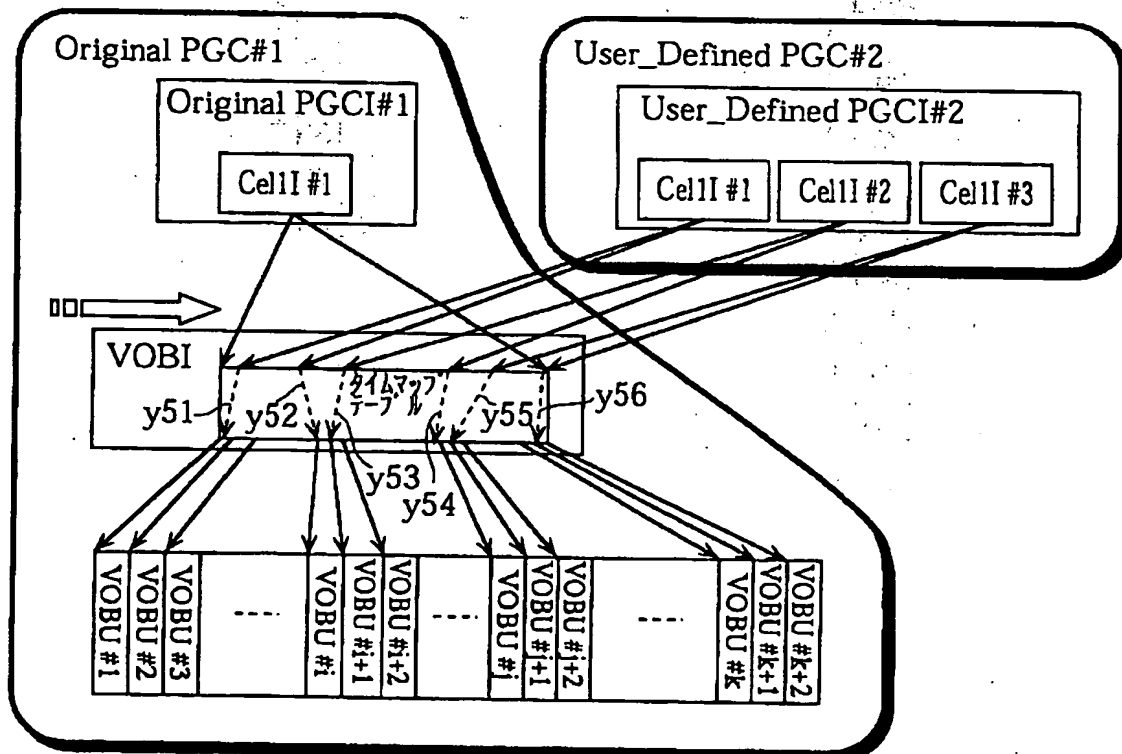 Original PGC#1
User_Defined PGC#2
Original PGCI#1
User_Defined PGCI#2
CellI #1
CellI #1
CellI #2
CellI #3
VOBI
タイムマップ
テーブル
y51
y52
y53
y54
y55
y56
VOBU #1
VOBU #2
VOBU #3
VOBU #i
VOBU #i+1
VOBU #i+2
VOBU #j
VOBU #j+1
VOBU #j+2
VOBU #k
VOBU #k+1
VOBU #k+2